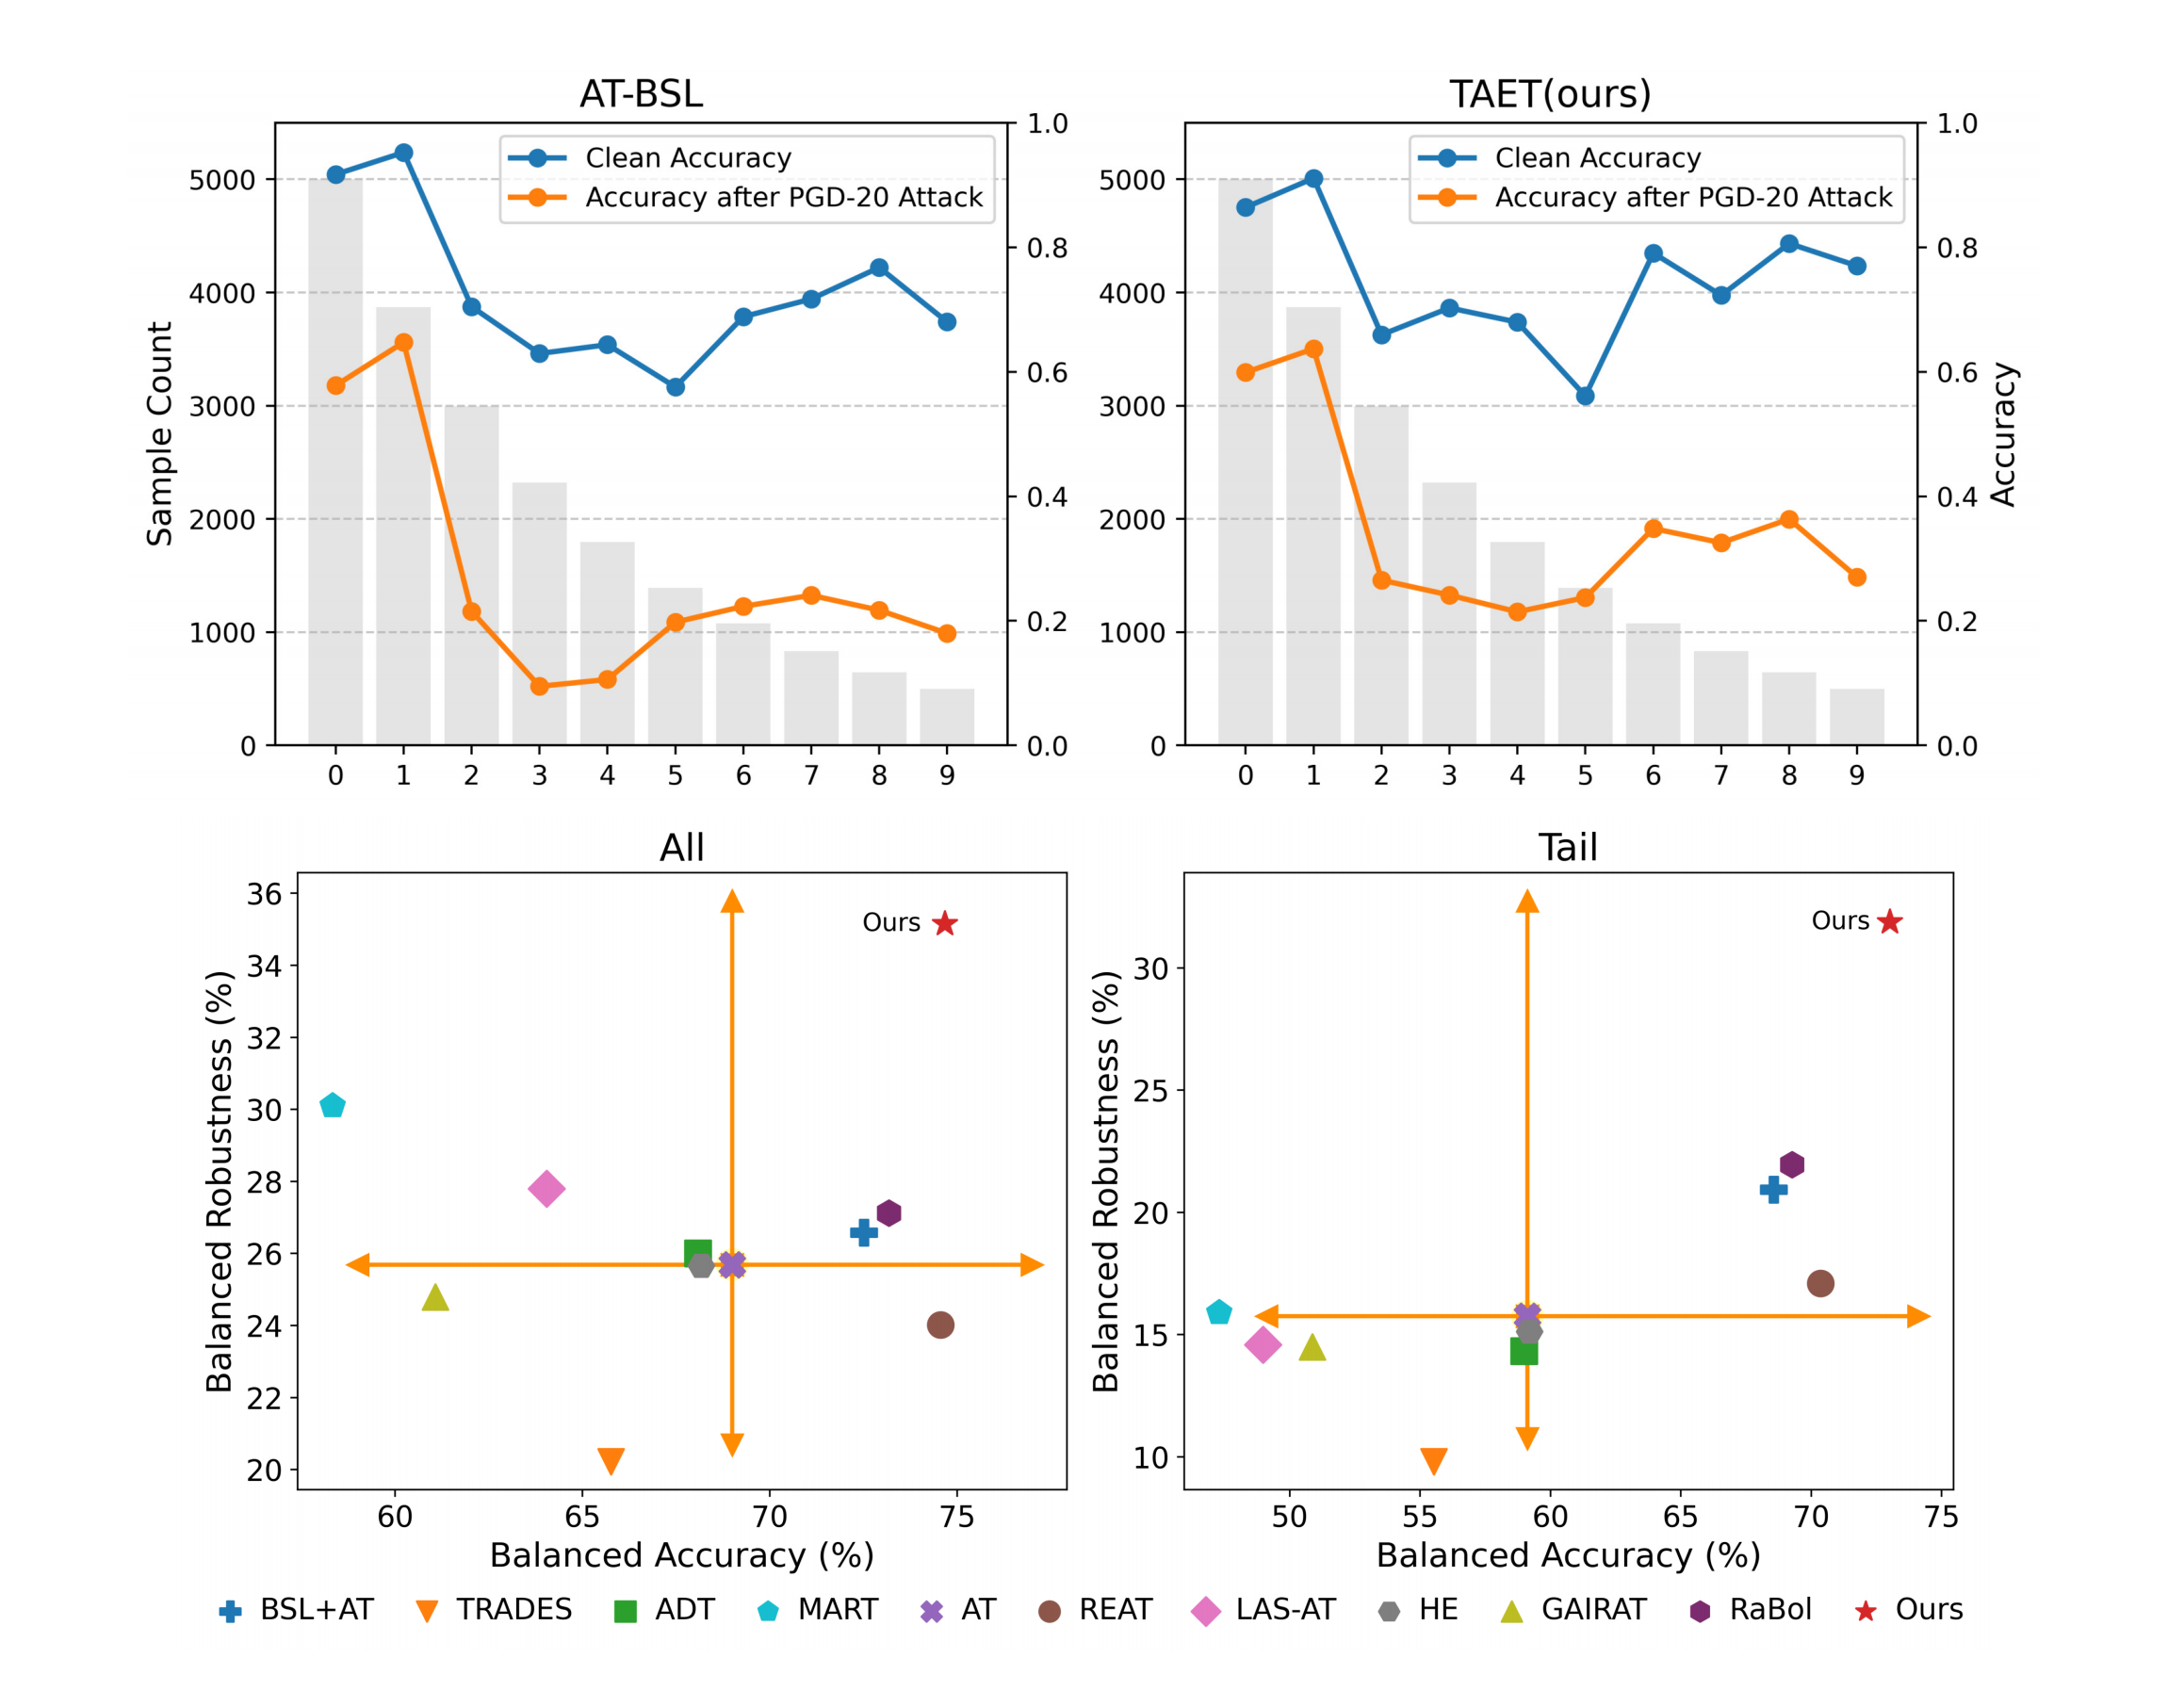 AT-BSL
Clean Accuracy
Accuracy after PGD-20 Attack
Sample Count
5000
4000
3000
2000
1000
0
1.0
0.8
0.6
0.4
0.2
0.0
0 1 2 3 4 5 6 7 8 9
TAET(ours)
Clean Accuracy
Accuracy after PGD-20 Attack
5000
4000
3000
2000
1000
0
1.0
0.8
0.6
0.4
0.2
0.0
Accuracy
0 1 2 3 4 5 6 7 8 9
All
Balanced Robustness (%)
36
34
32
30
28
26
24
22
20
Ours
60 65 70 75
Balanced Accuracy (%)
Tail
Balanced Robustness (%)
30
25
20
15
10
Ours
50 55 60 65 70 75
Balanced Accuracy (%)
BSL+AT TRADES ADT MART AT REAT LAS-AT HE GAIRAT RaBol Ours